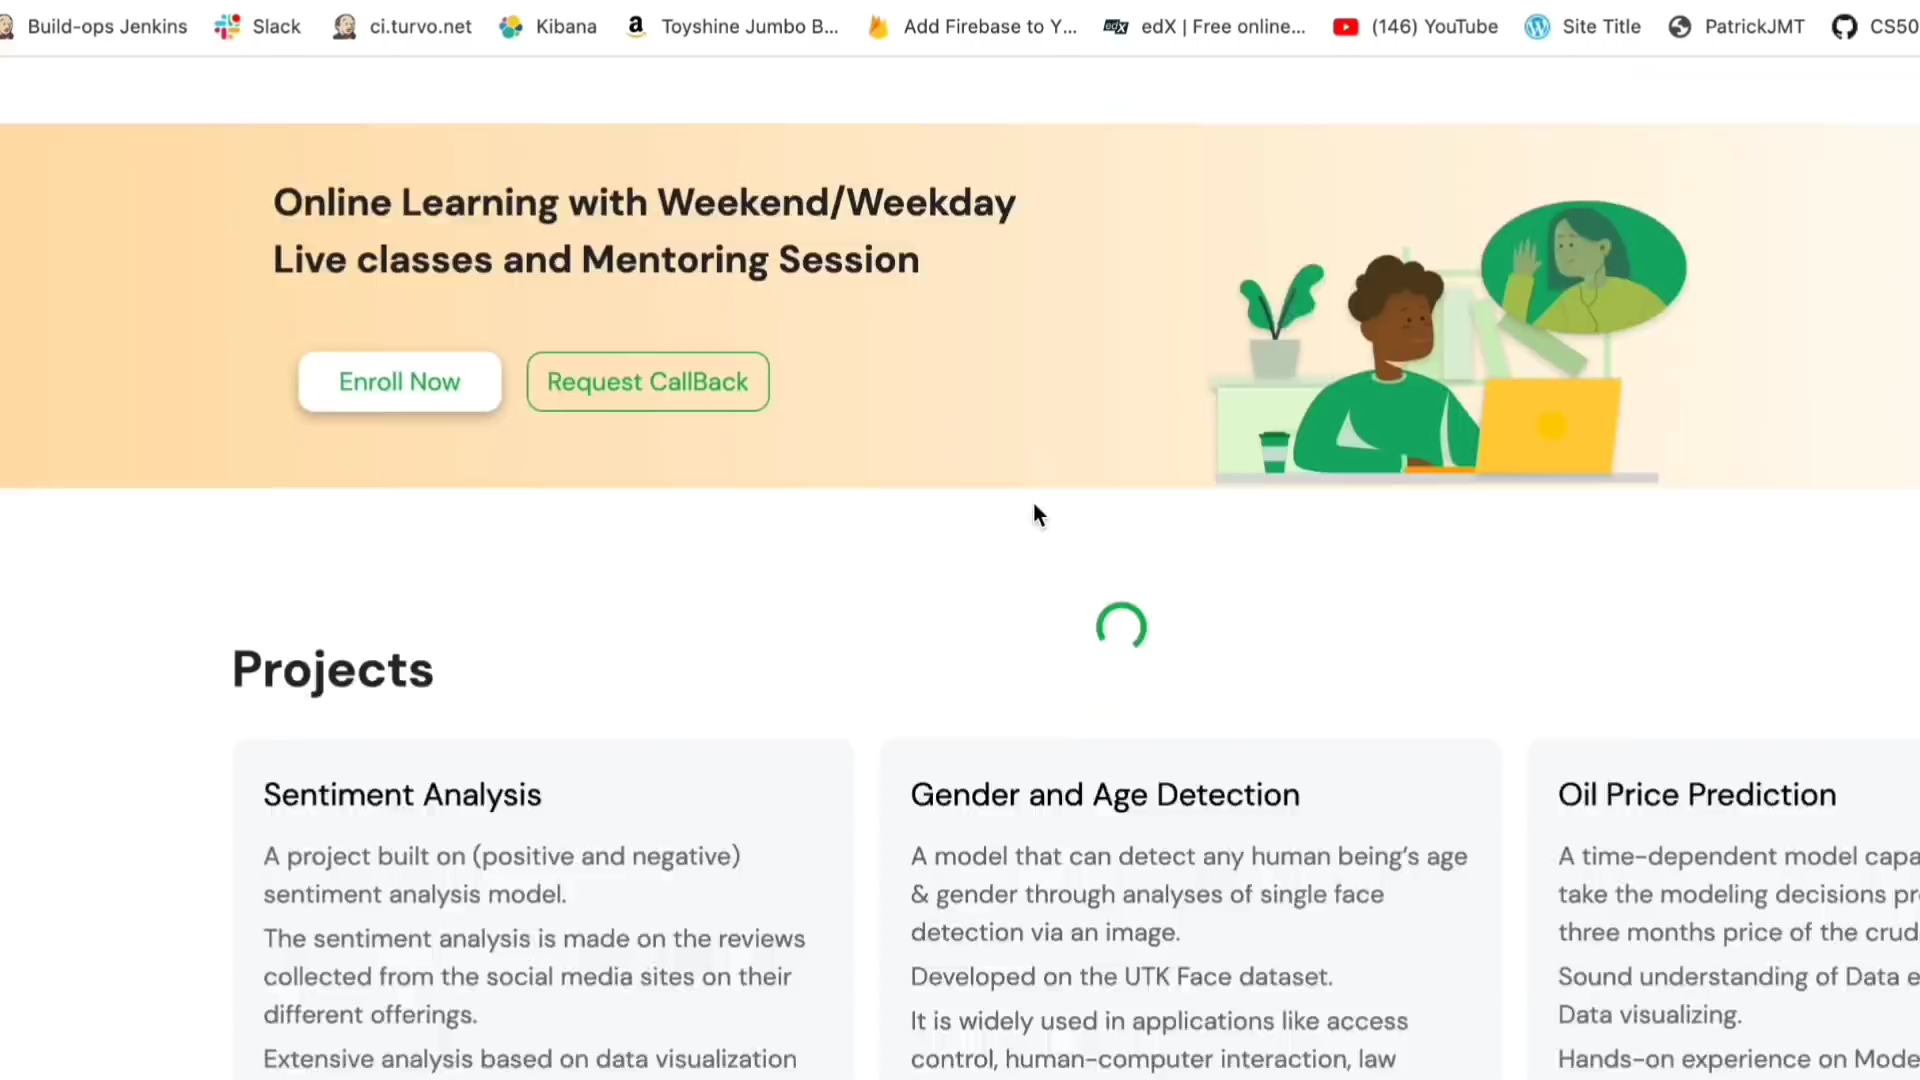 Build-ops Jenkins Slack ci.turvo.net Kibana Toyshine Jumbo B... Add Firebase to Y... edX | Free online... (146) YouTube Site Title PatrickJMT CS50
Online Learning with Weekend/Weekday
Live classes and Mentoring Session
Enroll Now Request CallBack
Projects
Sentiment Analysis
A project built on (positive and negative)
sentiment analysis model.
The sentiment analysis is made on the reviews
collected from the social media sites on their
different offerings.
Extensive analysis based on data visualization
Gender and Age Detection
A model that can detect any human being's age
& gender through analyses of single face
detection via an image.
Developed on the UTK Face dataset.
It is widely used in applications like access
control, human-computer interaction, law
Oil Price Prediction
A time-dependent model
take the modeling decisions
three months price of the
Sound understanding of Data
Data visualizing.
Hands-on experience on